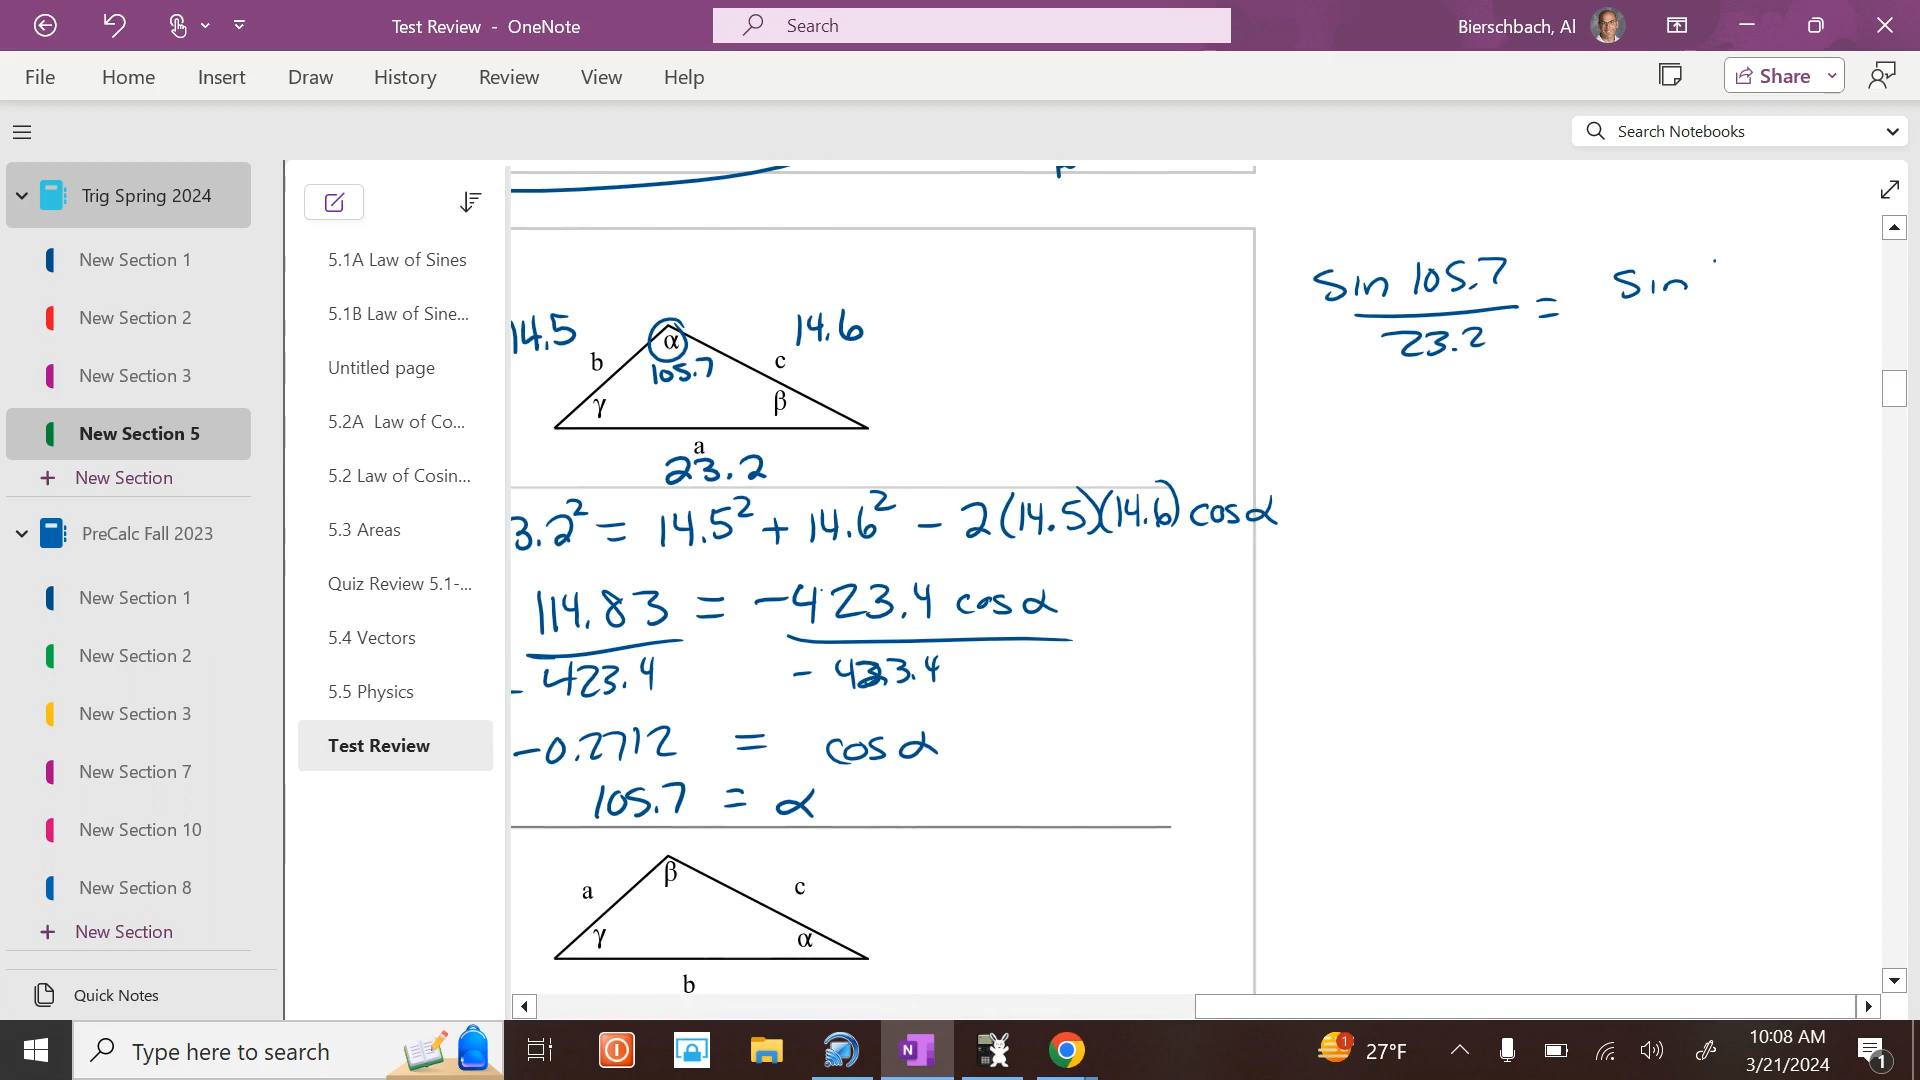 Test Review - OneNote
Search
Bierschbach, Al
File Home Insert Draw History Review View Help
Share
Search Notebooks
Trig Spring 2024
New Section 1
New Section 2
New Section 3
New Section 5
+ New Section
PreCalc Fall 2023
New Section 1
New Section 2
New Section 3
New Section 7
New Section 10
New Section 8
+ New Section
Quick Notes
5.1A Law of Sines
5.1B Law of Sine...
Untitled page
5.2A Law of Co...
5.2 Law of Cosin...
5.3 Areas
Quiz Review 5.1-...
5.4 Vectors
5.5 Physics
Test Review
14.5 α 14.6
b 105.7 c
γ β
a
23.2
3.2² = 14.5² + 14.6² - 2(14.5)(14.6) cos α
114.83 = -423.4 cos α
- 423.4 - 423.4
-0.2712 = cos α
105.7 = α
β
a c
γ α
b
sin 105.7 = sin
23.2
Type here to search
1
27°F
10:08 AM
3/21/2024
1